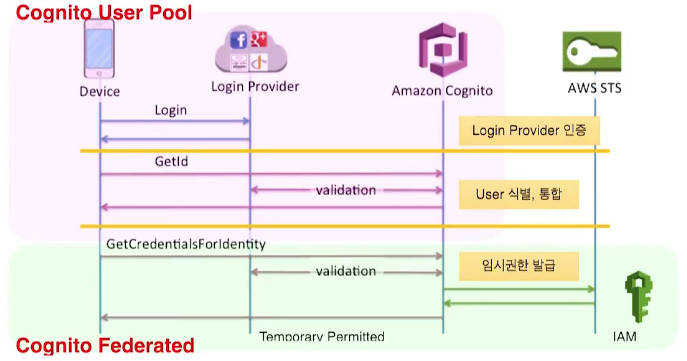 Cognito User Pool
Device
Login Provider
Amazon Cognito
AWS STS
Login
Login Provider 인증
GetId
validation
User 식별, 통합
GetCredentialsForIdentity
validation
임시권한 발급
Temporary Permitted
IAM
Cognito Federated